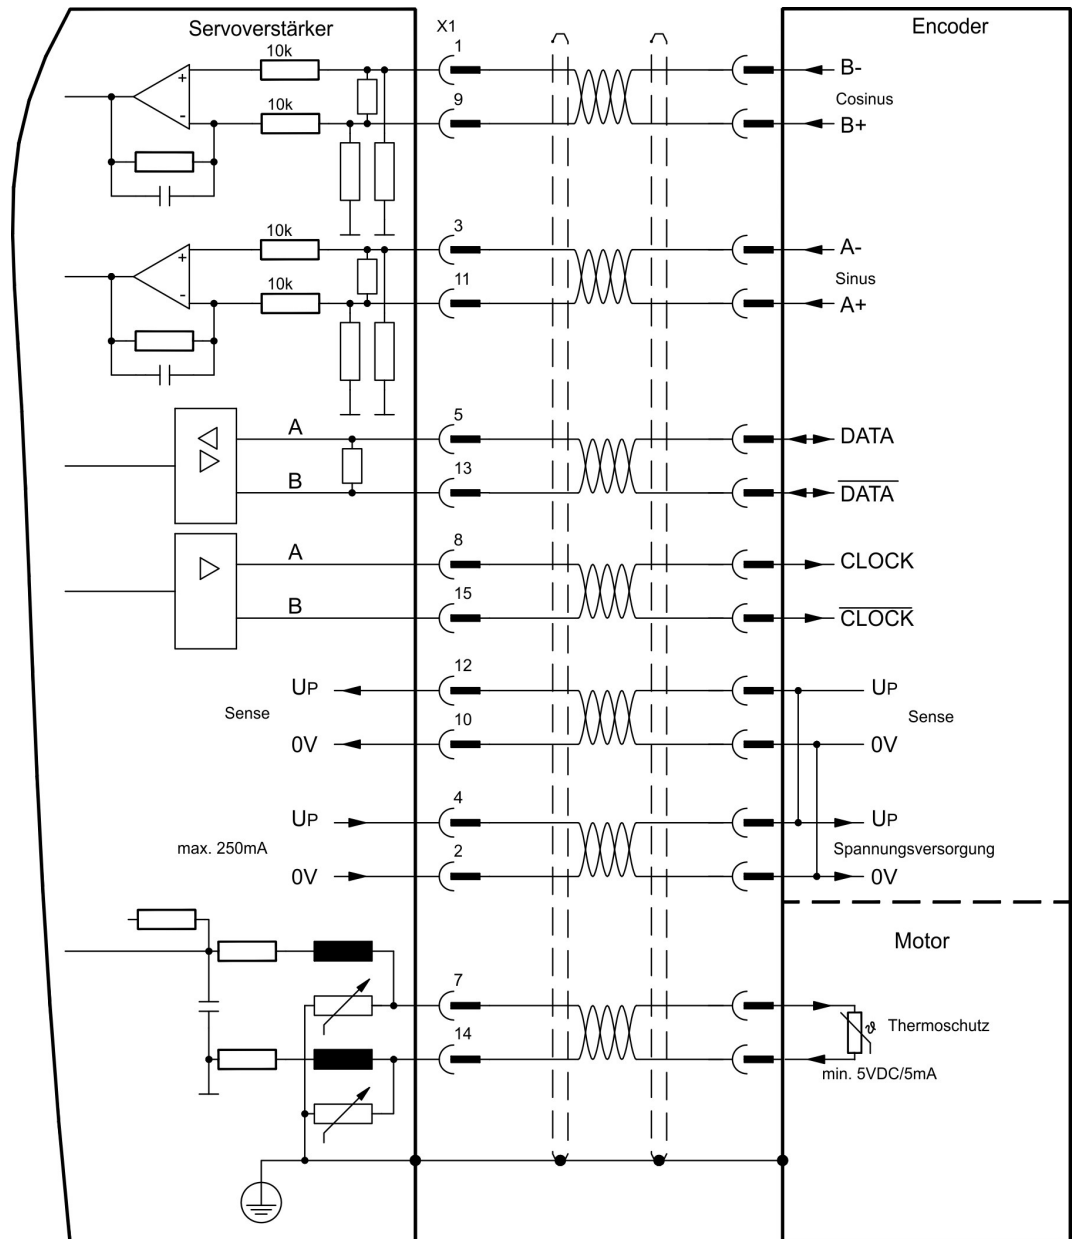 Servoverstärker
X1
Encoder
10k
1
B-
Cosinus
10k
9
B+
+
-
10k
3
A-
Sinus
10k
11
A+
+
-
A
5
DATA
B
13
DATA
A
8
CLOCK
B
15
CLOCK
UP
12
UP
Sense
Sense
0V
10
0V
UP
4
UP
max. 250mA
Spannungsversorgung
0V
2
0V
Motor
7
ϑ
Thermoschutz
14
min. 5VDC/5mA